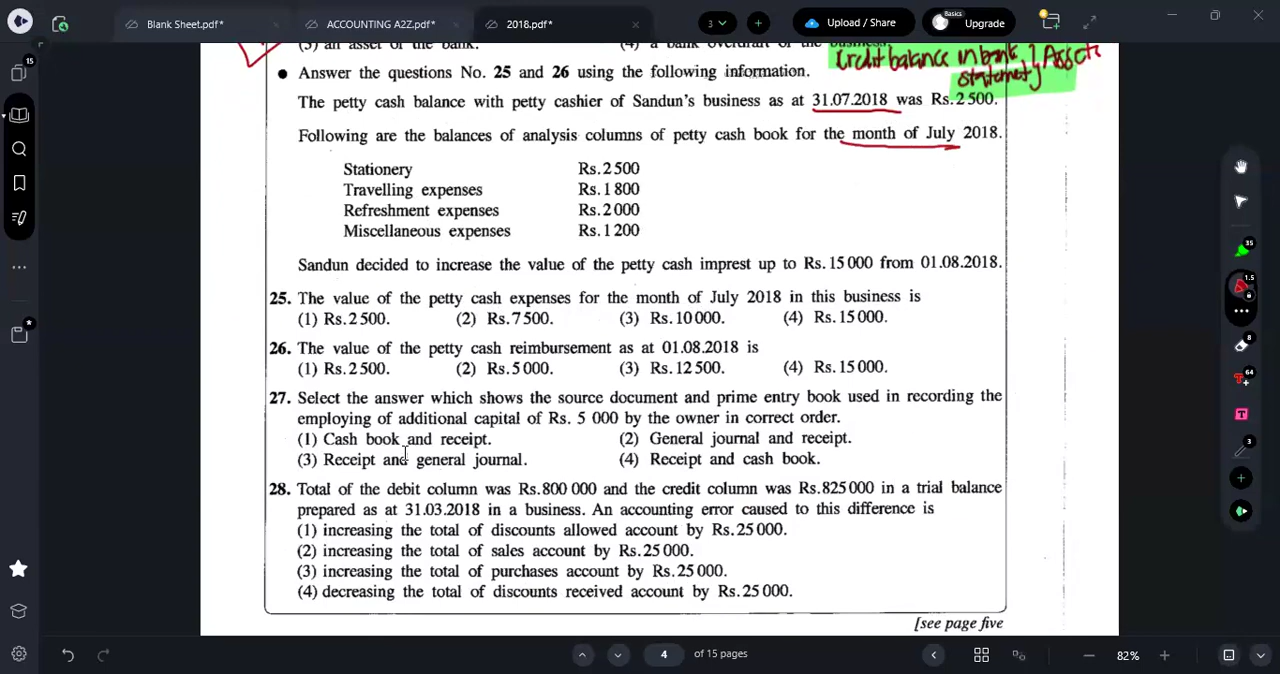 Blank Sheet.pdf*
ACCOUNTING A2Z.pdf*
2018.pdf*
3
Upload / Share
Basics
Upgrade
(3) an asset of the bank. (4) a bank overdraft of the business.
Credit balance in bank } Assets
statement
15
35
1.5
8
64
3
• Answer the questions No. 25 and 26 using the following information.
The petty cash balance with petty cashier of Sandun's business as at 31.07.2018 was Rs.2 500.
Following are the balances of analysis columns of petty cash book for the month of July 2018.
Stationery Rs.2 500
Travelling expenses Rs.1 800
Refreshment expenses Rs.2 000
Miscellaneous expenses Rs.1 200
Sandun decided to increase the value of the petty cash imprest up to Rs. 15 000 from 01.08.2018.
25. The value of the petty cash expenses for the month of July 2018 in this business is
(1) Rs.2 500. (2) Rs.7 500. (3) Rs.10 000. (4) Rs.15 000.
26. The value of the petty cash reimbursement as at 01.08.2018 is
(1) Rs.2 500. (2) Rs.5 000. (3) Rs.12 500. (4) Rs.15 000.
27. Select the answer which shows the source document and prime entry book used in recording the
employing of additional capital of Rs. 5 000 by the owner in correct order.
(1) Cash book and receipt. (2) General journal and receipt.
(3) Receipt and general journal. (4) Receipt and cash book.
28. Total of the debit column was Rs.800 000 and the credit column was Rs.825 000 in a trial balance
prepared as at 31.03.2018 in a business. An accounting error caused to this difference is
(1) increasing the total of discounts allowed account by Rs.25 000.
(2) increasing the total of sales account by Rs.25 000.
(3) increasing the total of purchases account by Rs.25 000.
(4) decreasing the total of discounts received account by Rs.25 000.
[see page five
4
of 15 pages
82%